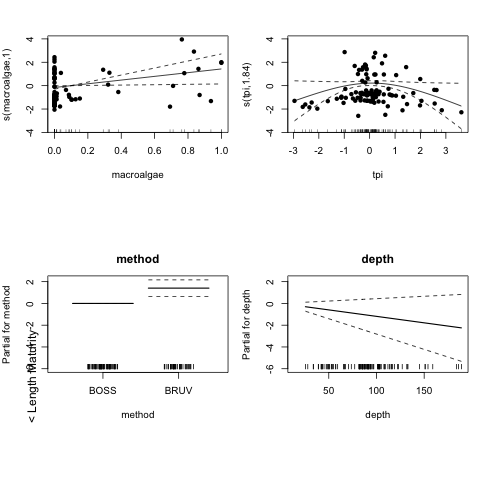 s(macroalgae,1)
4
2
0
-2
-4
0.0 0.2 0.4 0.6 0.8 1.0
macroalgae
s(tpi,1.84)
4
2
0
-2
-4
-3 -2 -1 0 1 2 3
tpi
method
Partial for method
2
0
-2
BOSS BRUV
method
< Length Maturity
depth
Partial for depth
2
0
-2
-4
-6
50 100 150
depth